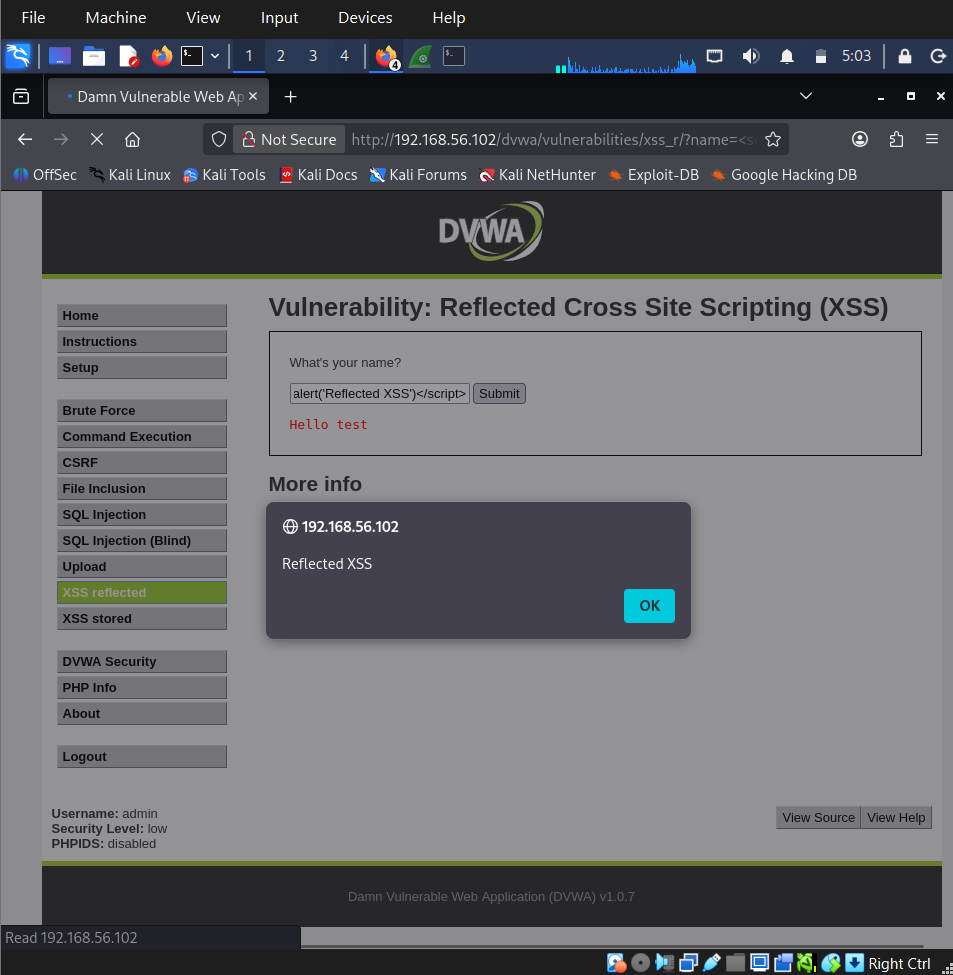 File Machine View Input Devices Help
1 2 3 4 4 5:03
Damn Vulnerable Web Ap
Not Secure http://192.168.56.102/dvwa/vulnerabilities/xss_r/?name=<s
OffSec Kali Linux Kali Tools Kali Docs Kali Forums Kali NetHunter Exploit-DB Google Hacking DB
DVWA
Home
Instructions
Setup
Brute Force
Command Execution
CSRF
File Inclusion
SQL Injection
SQL Injection (Blind)
Upload
XSS reflected
XSS stored
DVWA Security
PHP Info
About
Logout
Vulnerability: Reflected Cross Site Scripting (XSS)
What's your name?
alert('Reflected XSS')</script> Submit
Hello test
More info
192.168.56.102
Reflected XSS
OK
Username: admin
Security Level: low
PHPIDS: disabled
View Source View Help
Damn Vulnerable Web Application (DVWA) v1.0.7
Read 192.168.56.102
Right Ctrl